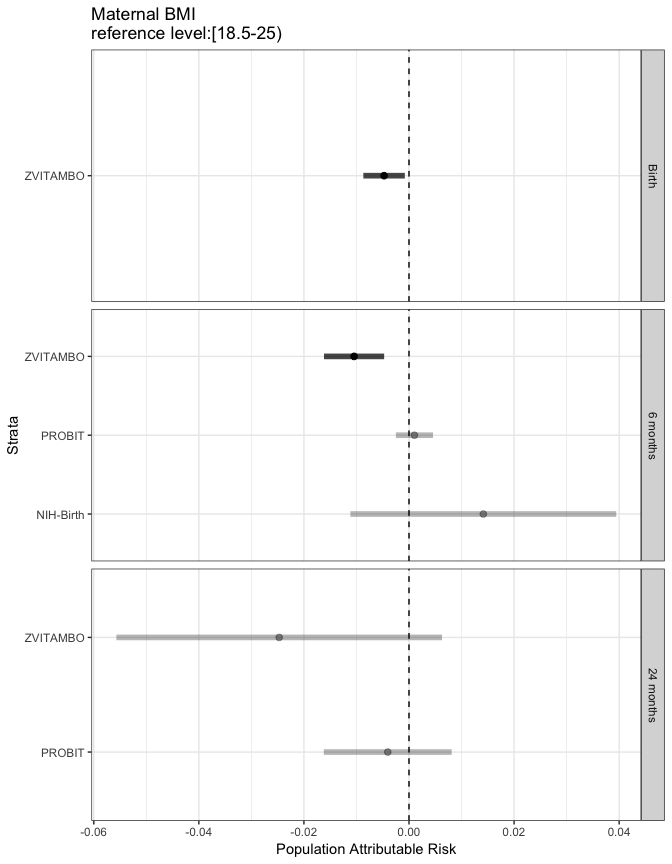 Maternal BMI
reference level:[18.5-25)
ZVITAMBO
Birth
ZVITAMBO
PROBIT
NIH-Birth
6 months
Strata
ZVITAMBO
PROBIT
24 months
-0.06 -0.04 -0.02 0.00 0.02 0.04
Population Attributable Risk